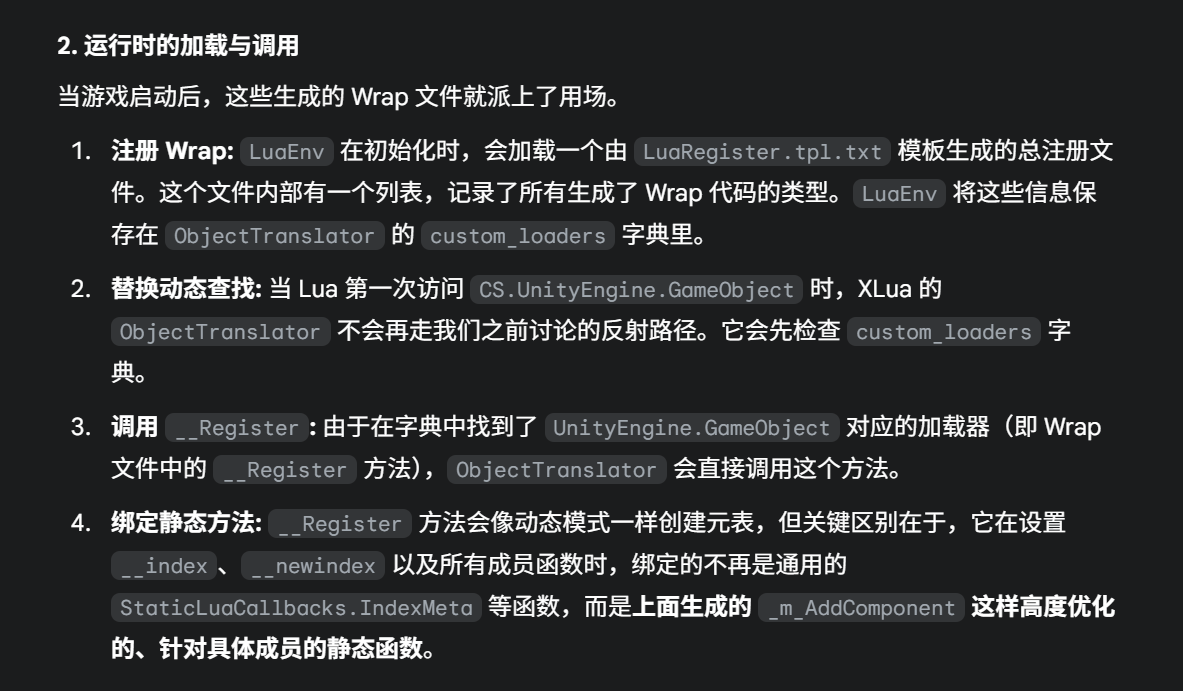 2. 运行时的加载与调用
当游戏启动后，这些生成的 Wrap 文件就派上了用场。
1. 注册 Wrap: LuaEnv 在初始化时，会加载一个由 LuaRegister.tpl.txt 模板生成的总注册文
件。这个文件内部有一个列表，记录了所有生成了 Wrap 代码的类型。LuaEnv 将这些信息保
存在 ObjectTranslator 的 custom_loaders 字典里。
2. 替换动态查找: 当 Lua 第一次访问 CS.UnityEngine.GameObject 时，XLua 的
ObjectTranslator 不会再走我们之前讨论的反射路径。它会先检查 custom_loaders 字
典。
3. 调用 __Register : 由于在字典中找到了 UnityEngine.GameObject 对应的加载器（即 Wrap
文件中的 __Register 方法），ObjectTranslator 会直接调用这个方法。
4. 绑定静态方法: __Register 方法会像动态模式一样创建元表，但关键区别在于，它在设置
__index 、 __newindex 以及所有成员函数时，绑定的不再是通用的
StaticLuaCallbacks.IndexMeta 等函数，而是上面生成的 _m_AddComponent 这样高度优化
的、针对具体成员的静态函数。